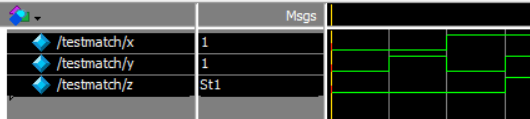 Msgs
/testmatch/x 1
/testmatch/y 1
/testmatch/z St1